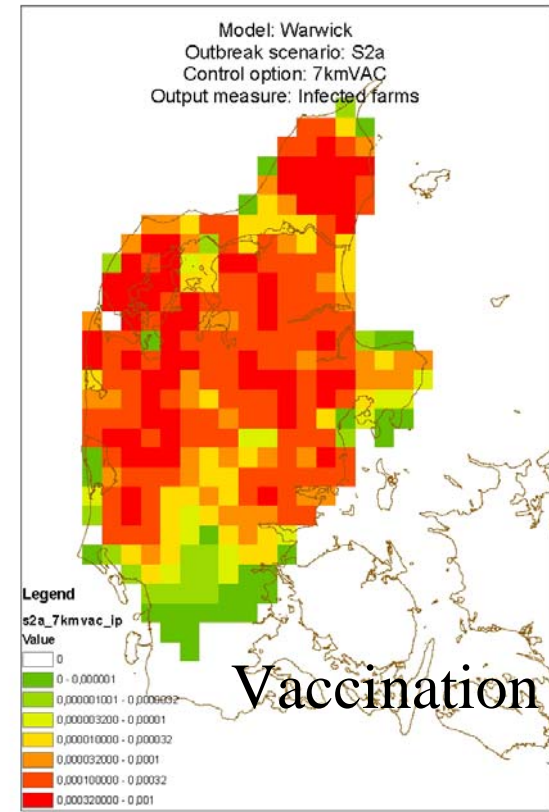 Model: Warwick
Outbreak scenario: S2a
Control option: 7kmVAC
Output measure: Infected farms
Legend
s2a_7kmvac_ip
Value
0
0 - 0,000001
0,000001001 - 0,0000032
0,000003200 - 0,00001
0,000010000 - 0,000032
0,000032000 - 0,0001
0,000100000 - 0,00032
0,000320000 - 0,001
Vaccination